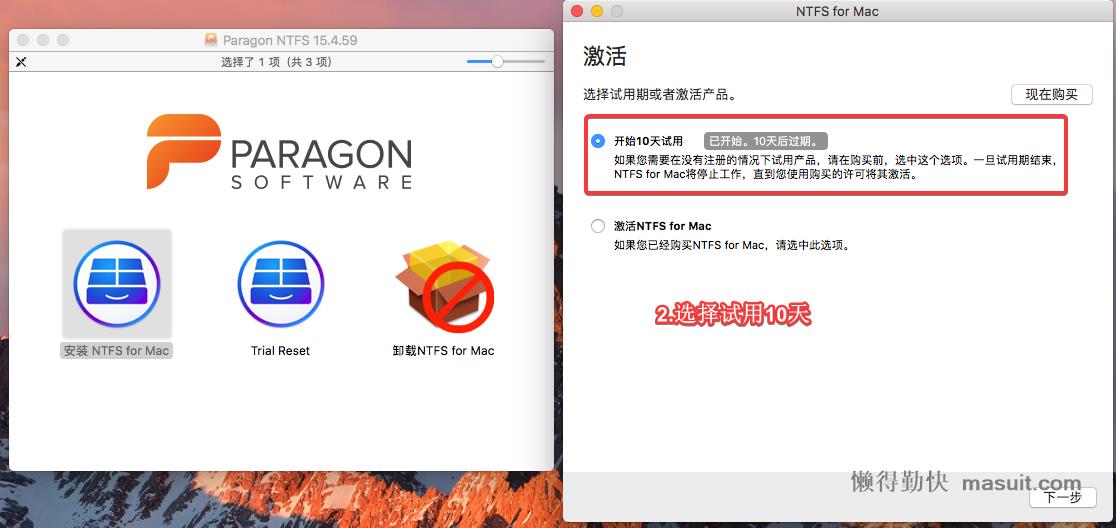 Paragon NTFS 15.4.59
选择了 1 项（共 3 项）
PARAGON
SOFTWARE
安装 NTFS for Mac
Trial Reset
卸载NTFS for Mac
NTFS for Mac
激活
选择试用期或者激活产品。
现在购买
开始10天试用
已开始。10天后过期。
如果您需要在没有注册的情况下试用产品，请在购买前，选中这个选项。一旦试用期结束，
NTFS for Mac将停止工作，直到您使用购买的许可将其激活。
激活NTFS for Mac
如果您已经购买NTFS for Mac，请选中此选项。
2.选择试用10天
懒得勤快 masuit.com
下一步